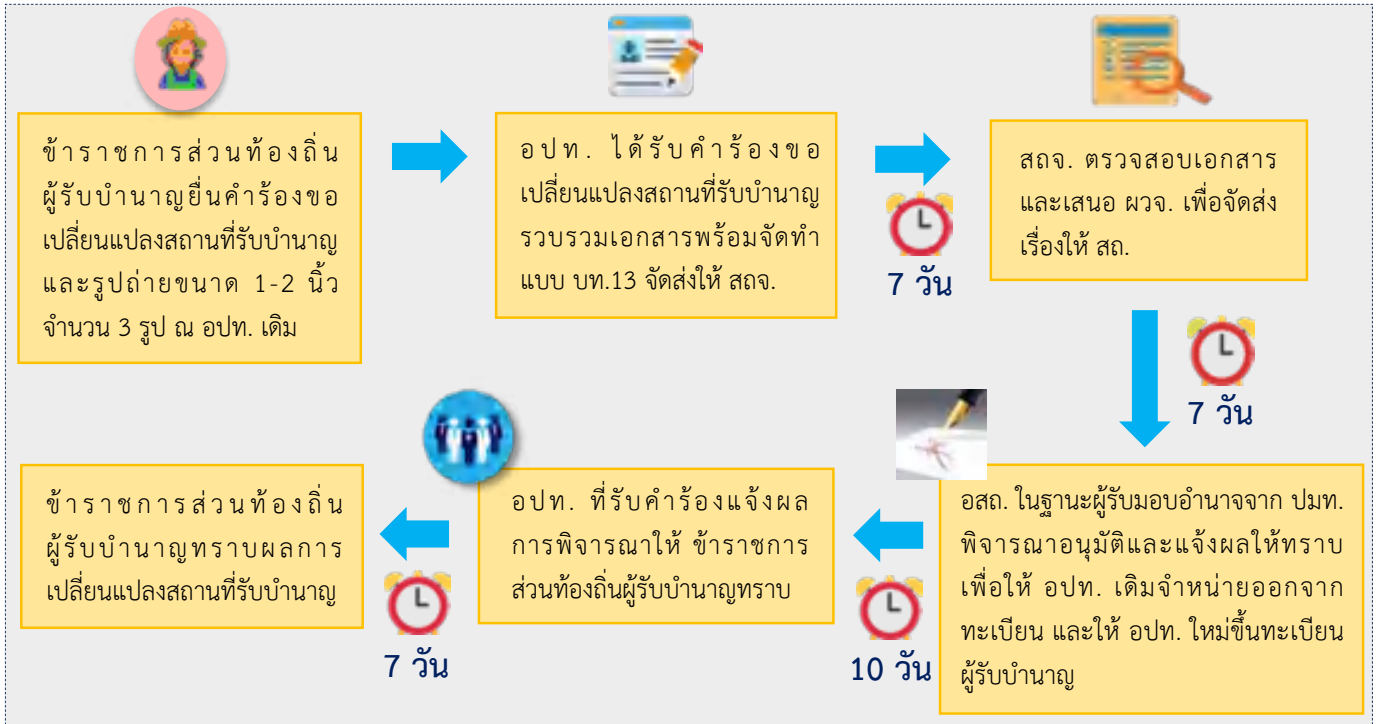 ข้าราชการส่วนท้องถิ่น
ผู้รับบำนาญยื่นคำร้องขอ
เปลี่ยนแปลงสถานที่รับบำนาญ
และรูปถ่ายขนาด 1-2 นิ้ว
จำนวน 3 รูป ณ อปท. เดิม
อปท. ได้รับคำร้องขอ
เปลี่ยนแปลงสถานที่รับบำนาญ
รวบรวมเอกสารพร้อมจัดทำ
แบบ บท.13 จัดส่งให้ สถจ.
7 วัน
สถจ. ตรวจสอบเอกสาร
และเสนอ ผวจ. เพื่อจัดส่ง
เรื่องให้ สถ.
7 วัน
อสถ. ในฐานะผู้รับมอบอำนาจจาก ปมท.
พิจารณาอนุมัติและแจ้งผลให้ทราบ
เพื่อให้ อปท. เดิมจำหน่ายออกจาก
ทะเบียน และให้ อปท. ใหม่ขึ้นทะเบียน
ผู้รับบำนาญ
10 วัน
อปท. ที่รับคำร้องแจ้งผล
การพิจารณาให้ ข้าราชการ
ส่วนท้องถิ่นผู้รับบำนาญทราบ
7 วัน
ข้าราชการส่วนท้องถิ่น
ผู้รับบำนาญทราบผลการ
เปลี่ยนแปลงสถานที่รับบำนาญ